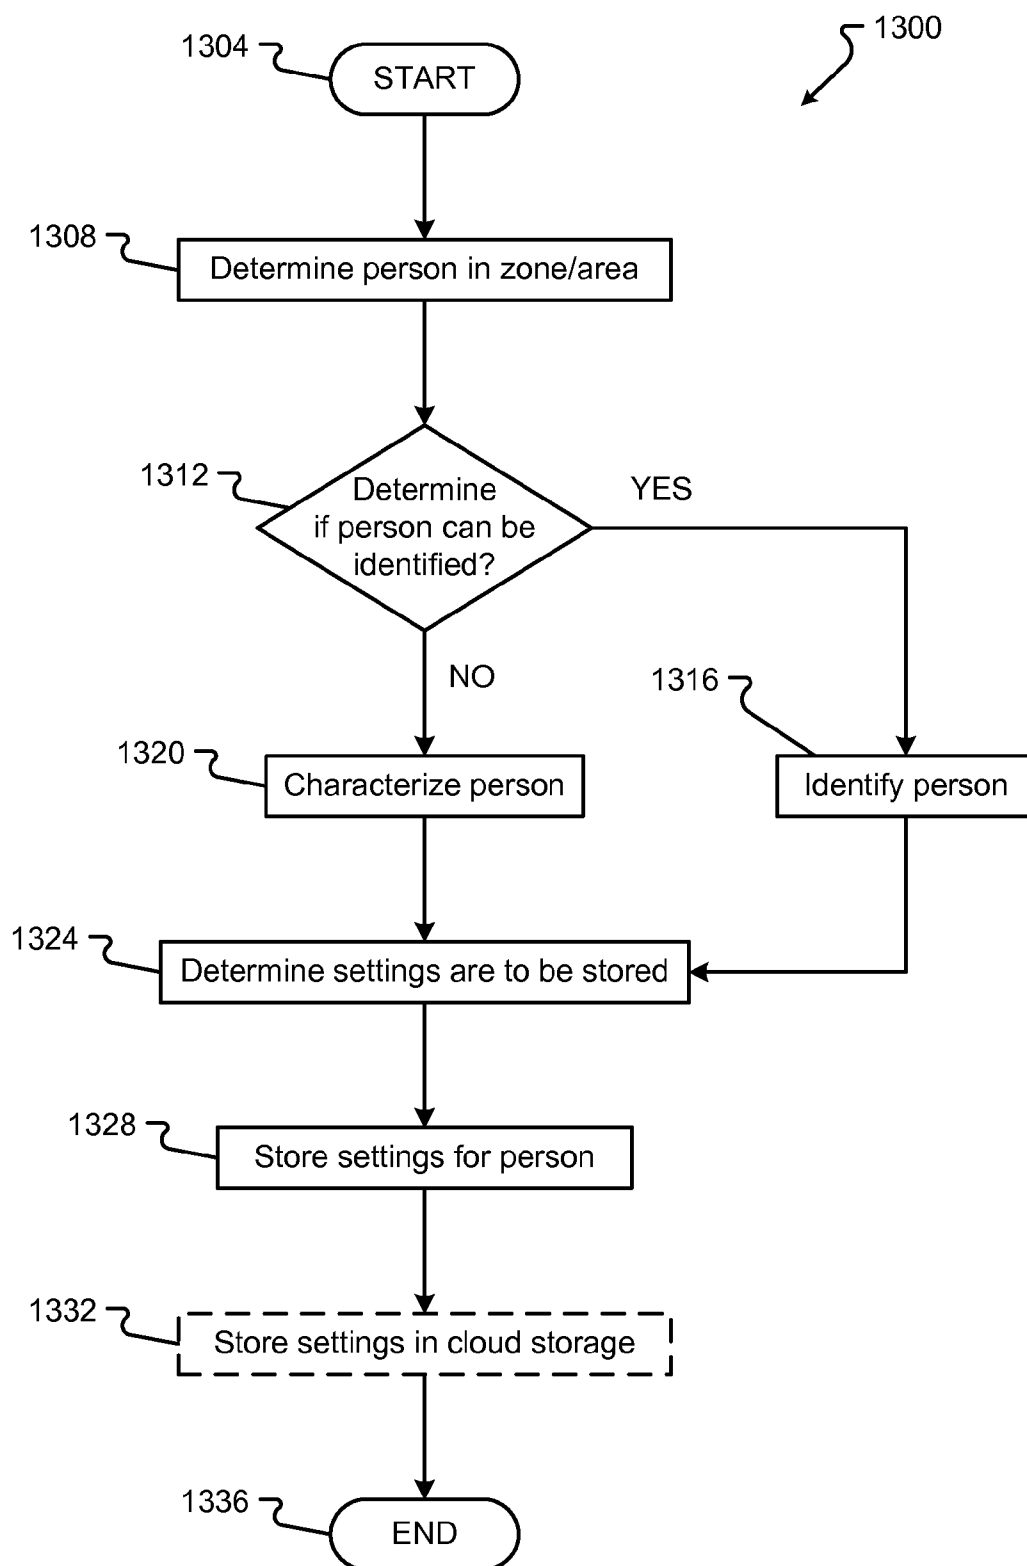 1300
1304
START
1308
Determine person in zone/area
1312
Determine
if person can be
identified?
YES
NO
1316
1320
Characterize person
Identify person
1324
Determine settings are to be stored
1328
Store settings for person
1332
Store settings in cloud storage
1336
END